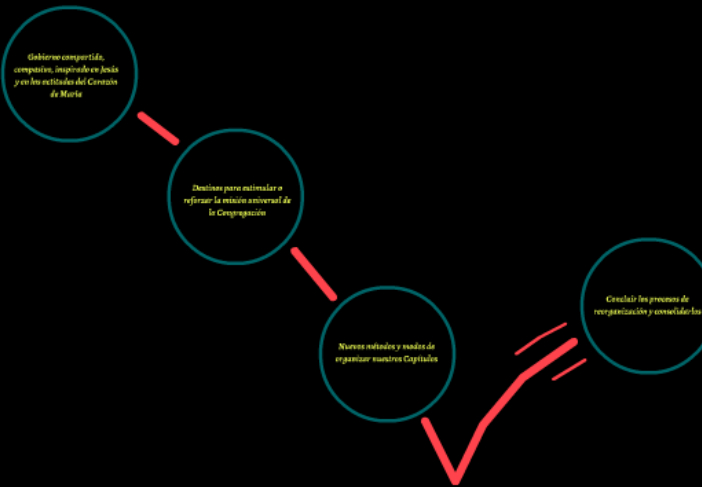 Gobierno compartido,
compasivo, inspirado en Jesús
y en las actitudes del Corazón
de María
Destinos para estimular o
reforzar la misión universal de
la Congregación
Nuevos métodos y modos de
organizar nuestros Capítulos
Concluir los procesos de
reorganización y consolidarlos